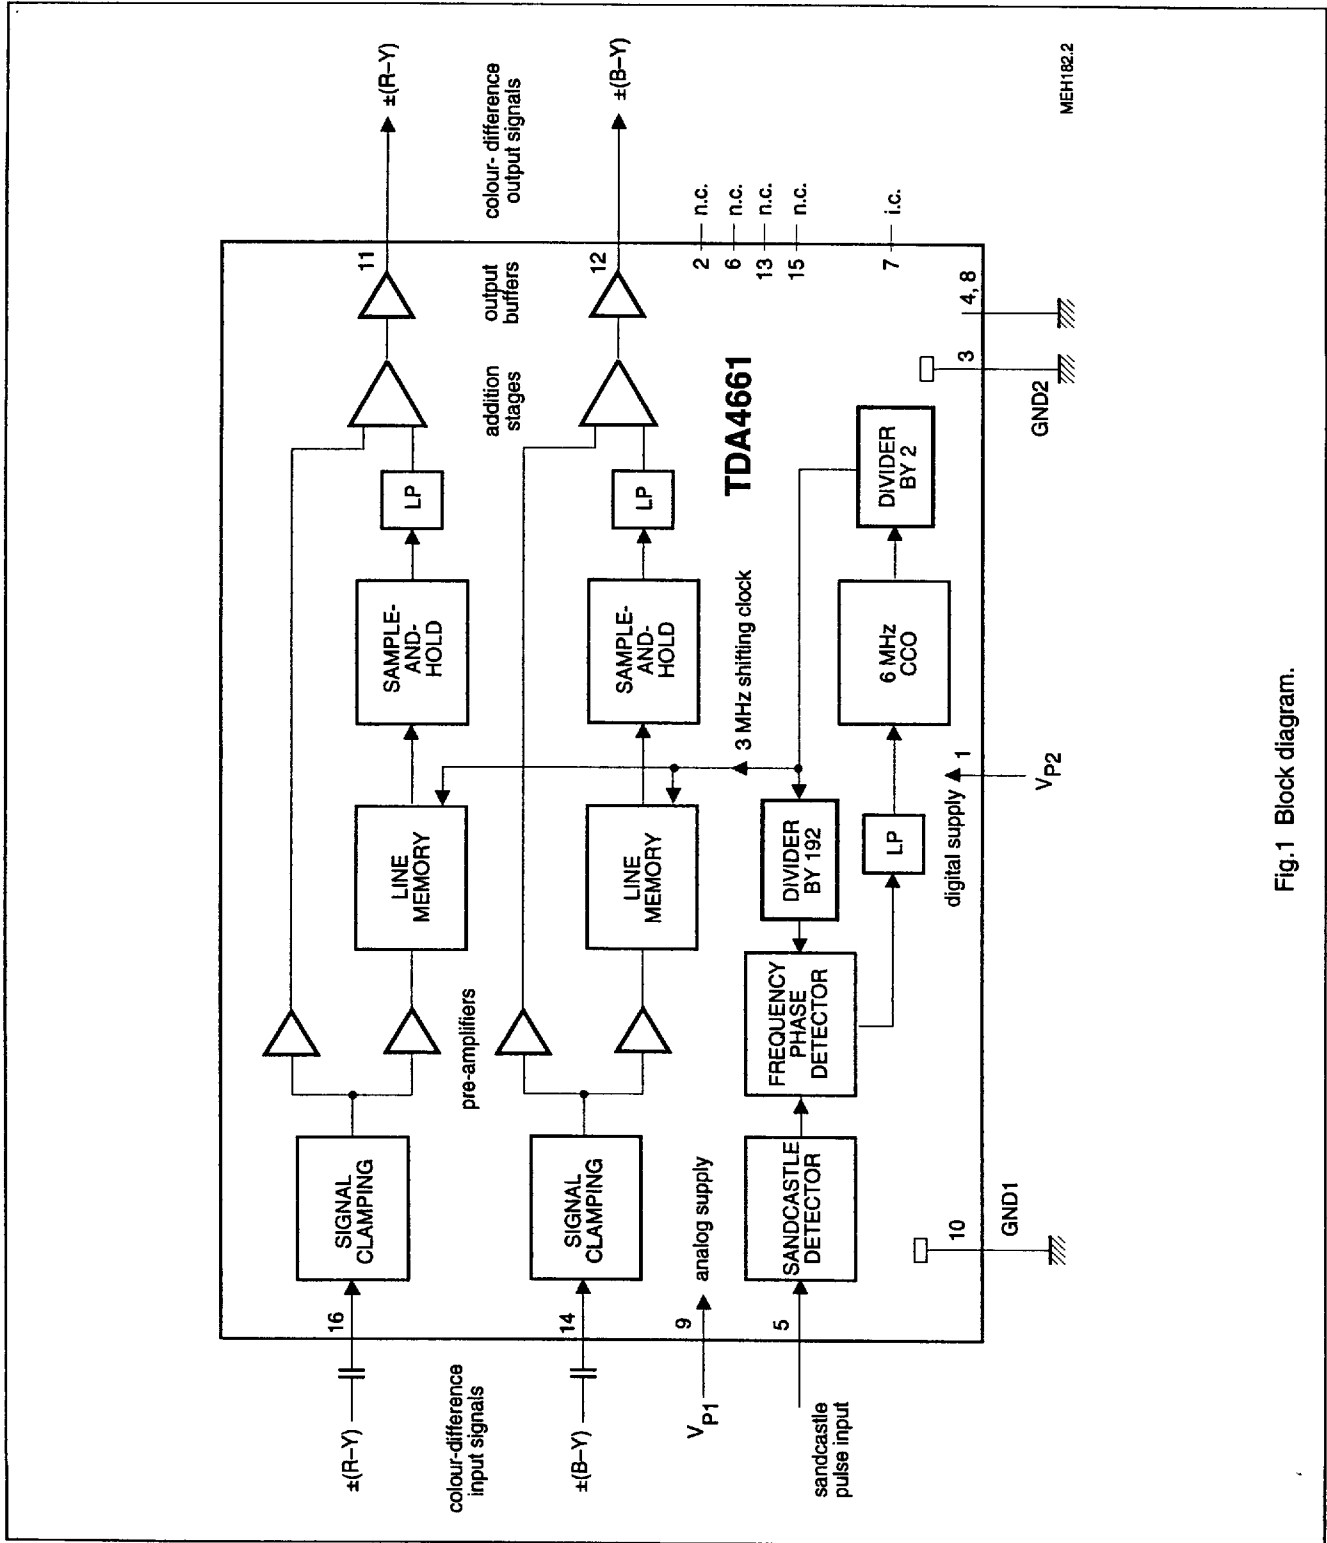 ±(R–Y)
colour-difference
input signals
±(B–Y)
VP1
sandcastle
pulse input
16
14
9
5
SIGNAL
CLAMPING
SIGNAL
CLAMPING
analog supply
SANDCASTLE
DETECTOR
10
GND1
pre-amplifiers
FREQUENCY
PHASE
DETECTOR
LINE
MEMORY
LINE
MEMORY
DIVIDER
BY 192
LP
digital supply
1
VP2
SAMPLE-
AND-
HOLD
SAMPLE-
AND-
HOLD
3 MHz shifting clock
6 MHz
CCO
LP
LP
TDA4661
DIVIDER
BY 2
addition
stages
output
buffers
3
GND2
4, 8
11
12
2 n.c.
6 n.c.
13 n.c.
15 n.c.
7 i.c.
±(R–Y)
colour- difference
output signals
±(B–Y)
MEH182.2
Fig.1 Block diagram.